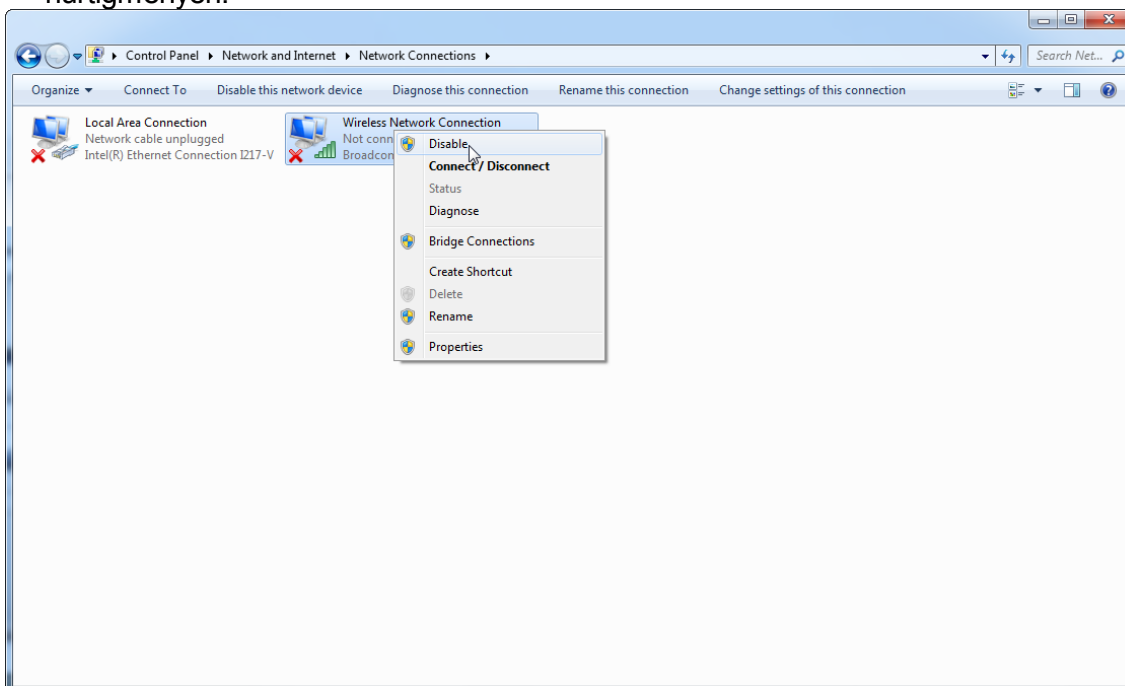 Control Panel ▸ Network and Internet ▸ Network Connections ▸
Search Net...
Organize Connect To Disable this network device Diagnose this connection Rename this connection Change settings of this connection
Local Area Connection
Network cable unplugged
Intel(R) Ethernet Connection I217-V
Wireless Network Connection
Not conn
Broadcon
Disable
Connect / Disconnect
Status
Diagnose
Bridge Connections
Create Shortcut
Delete
Rename
Properties